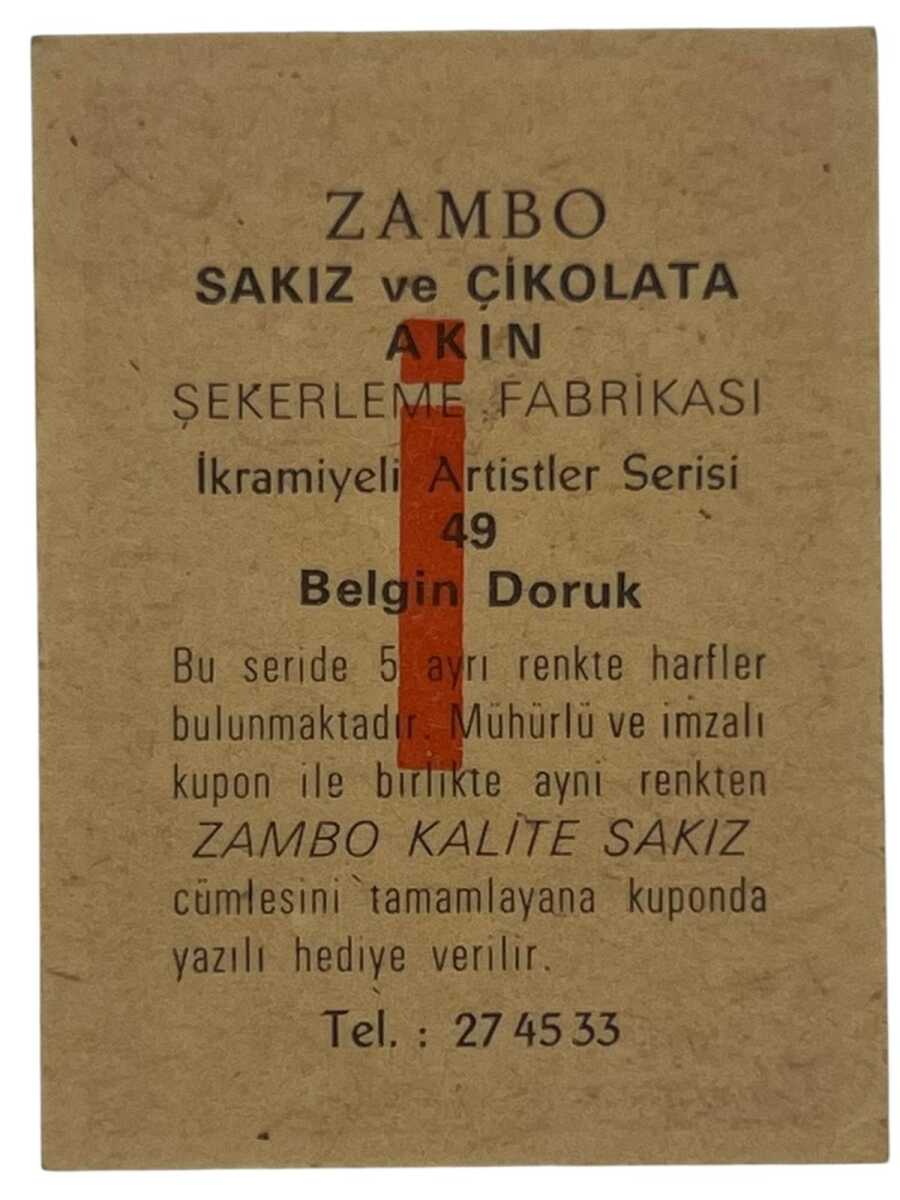 ZAMBO
SAKIZ ve ÇİKOLATA
AKIN
ŞEKERLEME FABRİKASI
İkramiyeli Artistler Serisi
49
Belgin Doruk
Bu seride 5 ayrı renkte harfler
bulunmaktadır. Mühürlü ve imzalı
kupon ile birlikte ayni renkten
ZAMBO KALİTE SAKIZ
cümlesini tamamlayana kuponda
yazılı hediye verilir.
Tel. : 27 45 33
i